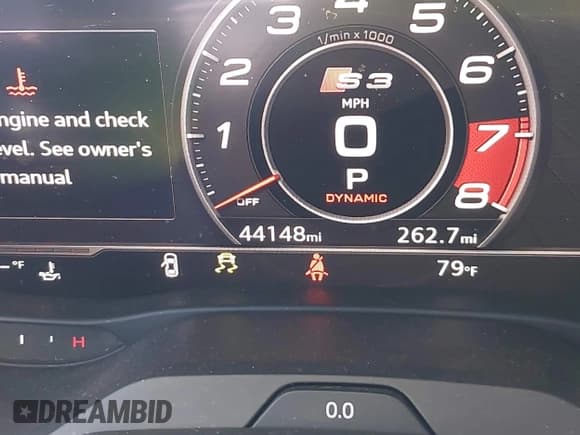 1/min x 1000
1 2 3 4 5 6 7 8
S3
MPH
0
P
DYNAMIC
OFF
ngine and check
evel. See owner's
manual
44148mi
262.7mi
°F
79°F
H
0.0
DREAMBID